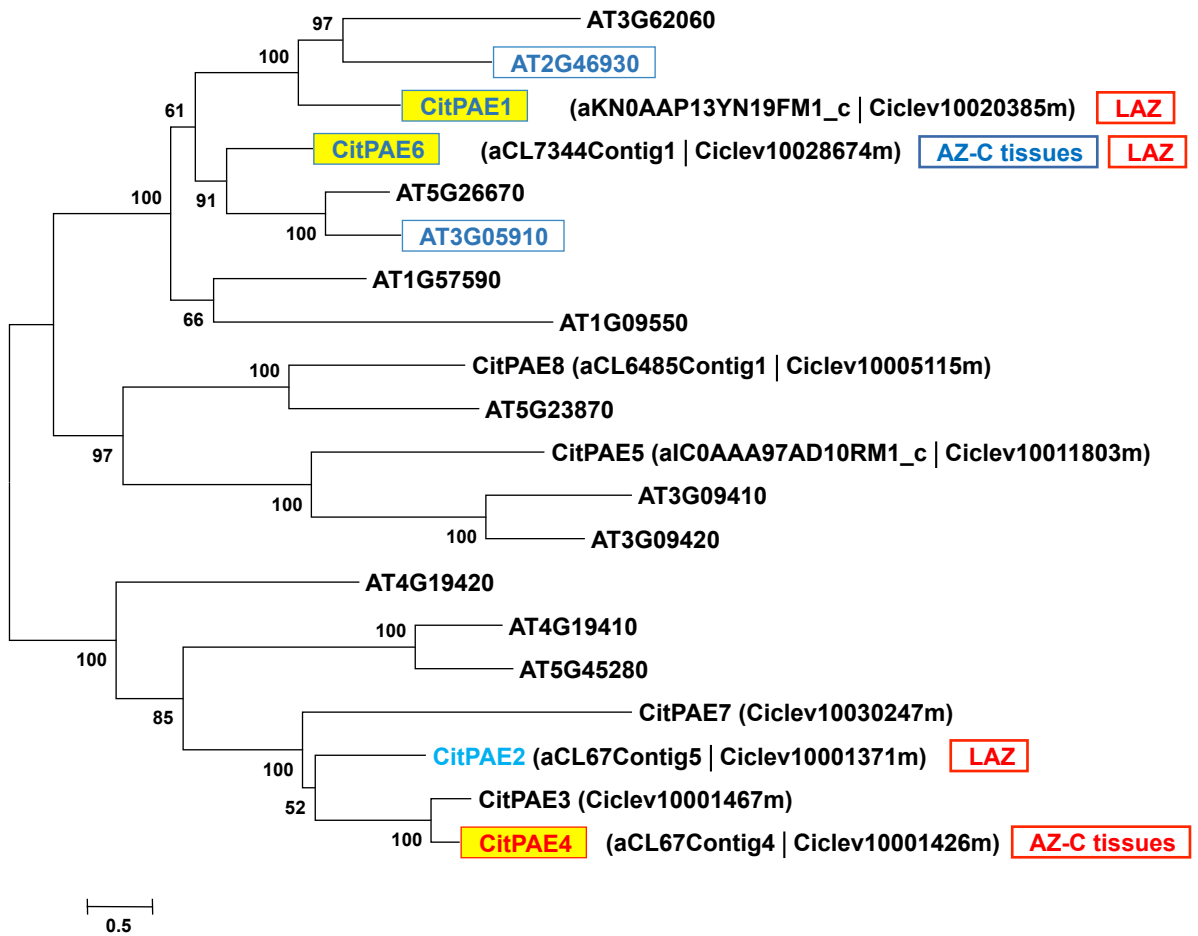 97
AT3G62060
100
AT2G46930
CitPAE1 (aKN0AAP13YN19FM1_c | Ciclev10020385m) LAZ
61
CitPAE6 (aCL7344Contig1 | Ciclev10028674m) AZ-C tissues LAZ
100
91
AT5G26670
100
AT3G05910
AT1G57590
66
AT1G09550
100
CitPAE8 (aCL6485Contig1 | Ciclev10005115m)
AT5G23870
97
CitPAE5 (aIC0AAA97AD10RM1_c | Ciclev10011803m)
100
AT3G09410
100
AT3G09420
AT4G19420
100
100
AT4G19410
AT5G45280
85
CitPAE7 (Ciclev10030247m)
100
CitPAE2 (aCL67Contig5 | Ciclev10001371m) LAZ
52
CitPAE3 (Ciclev10001467m)
100
CitPAE4 (aCL67Contig4 | Ciclev10001426m) AZ-C tissues
0.5